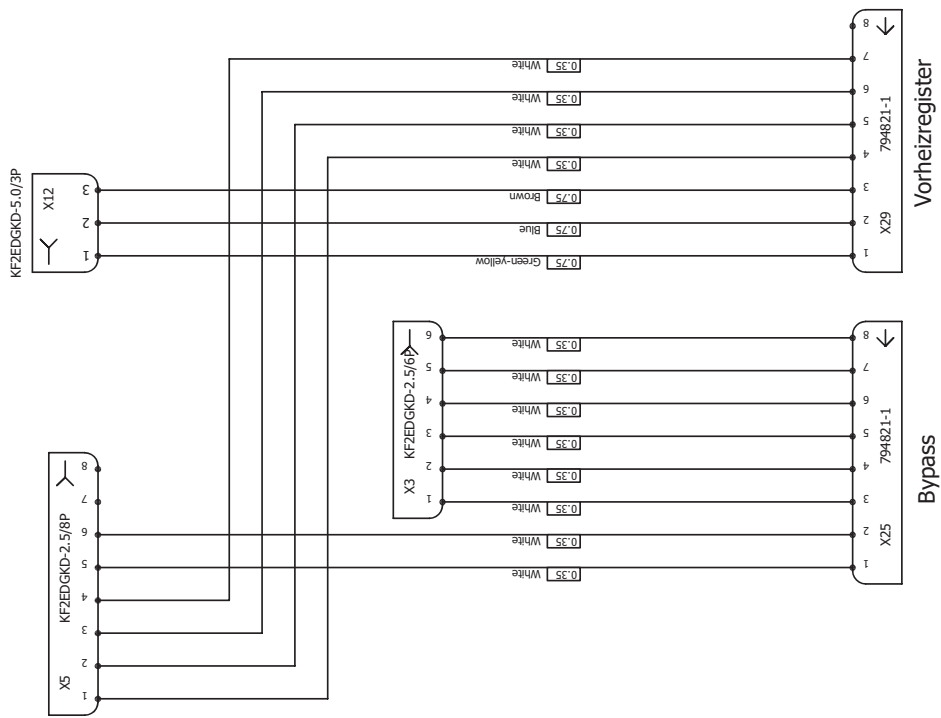 KF2EDGKD-5.0/3P
X12
3
2
1
KF2EDGKD-2.5/8P
X5
8
7
6
5
4
3
2
1
KF2EDGKD-2.5/6P
X3
6
5
4
3
2
1
White 0.35
White 0.35
White 0.35
White 0.35
Brown 0.75
Blue 0.75
Green-yellow 0.75
White 0.35
White 0.35
White 0.35
White 0.35
White 0.35
White 0.35
White 0.35
White 0.35
8
7
6
5
4
3
2
1
794821-1
X29
Vorheizregister
8
7
6
5
4
3
2
1
794821-1
X25
Bypass